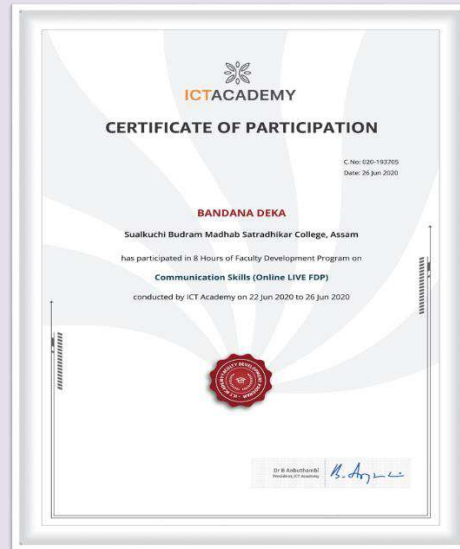 ICTACADEMY
CERTIFICATE OF PARTICIPATION
C.No: 020-193705
Date: 26 Jun 2020
BANDANA DEKA
Sualkuchi Budram Madhab Satradhikar College, Assam
has participated in 8 Hours of Faculty Development Program on
Communication Skills (Online LIVE FDP)
conducted by ICT Academy on 22 Jun 2020 to 26 Jun 2020
Dr B Anbuthambi
President, ICT Academy